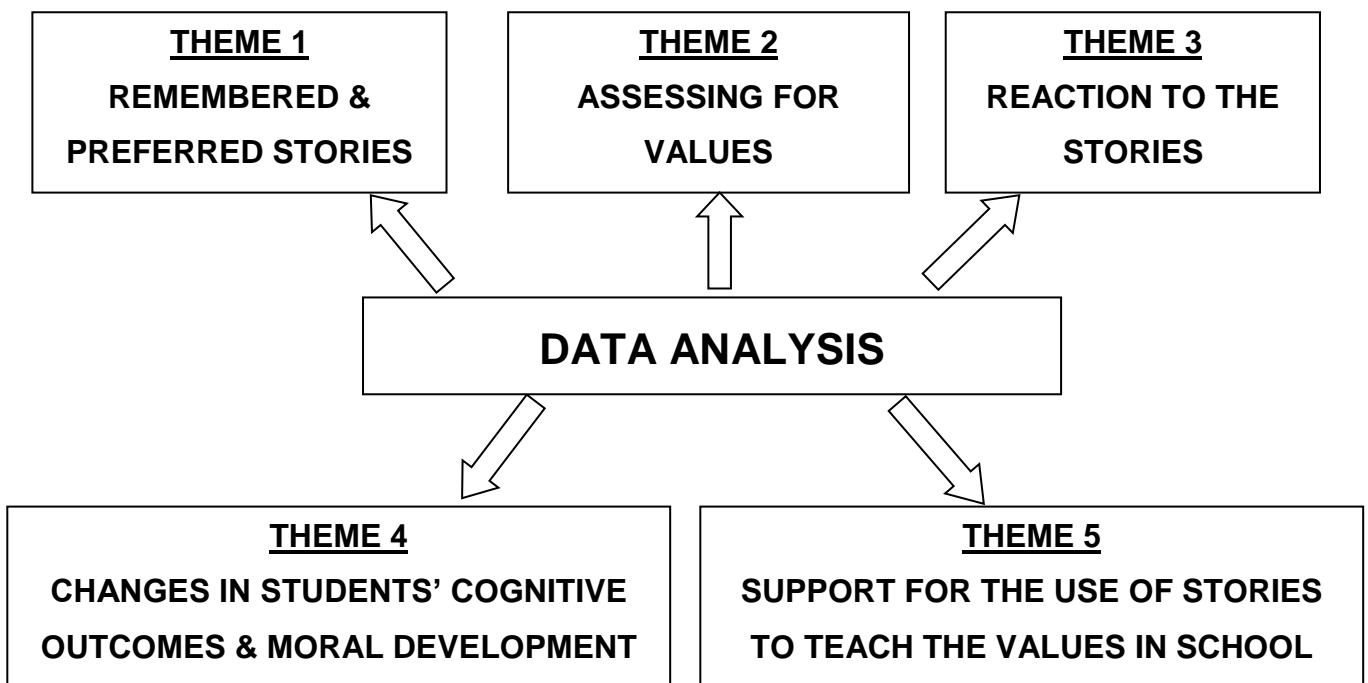 THEME 1
REMEMBERED &
PREFERRED STORIES
THEME 2
ASSESSING FOR
VALUES
THEME 3
REACTION TO THE
STORIES
DATA ANALYSIS
THEME 4
CHANGES IN STUDENTS’ COGNITIVE
OUTCOMES & MORAL DEVELOPMENT
THEME 5
SUPPORT FOR THE USE OF STORIES
TO TEACH THE VALUES IN SCHOOL